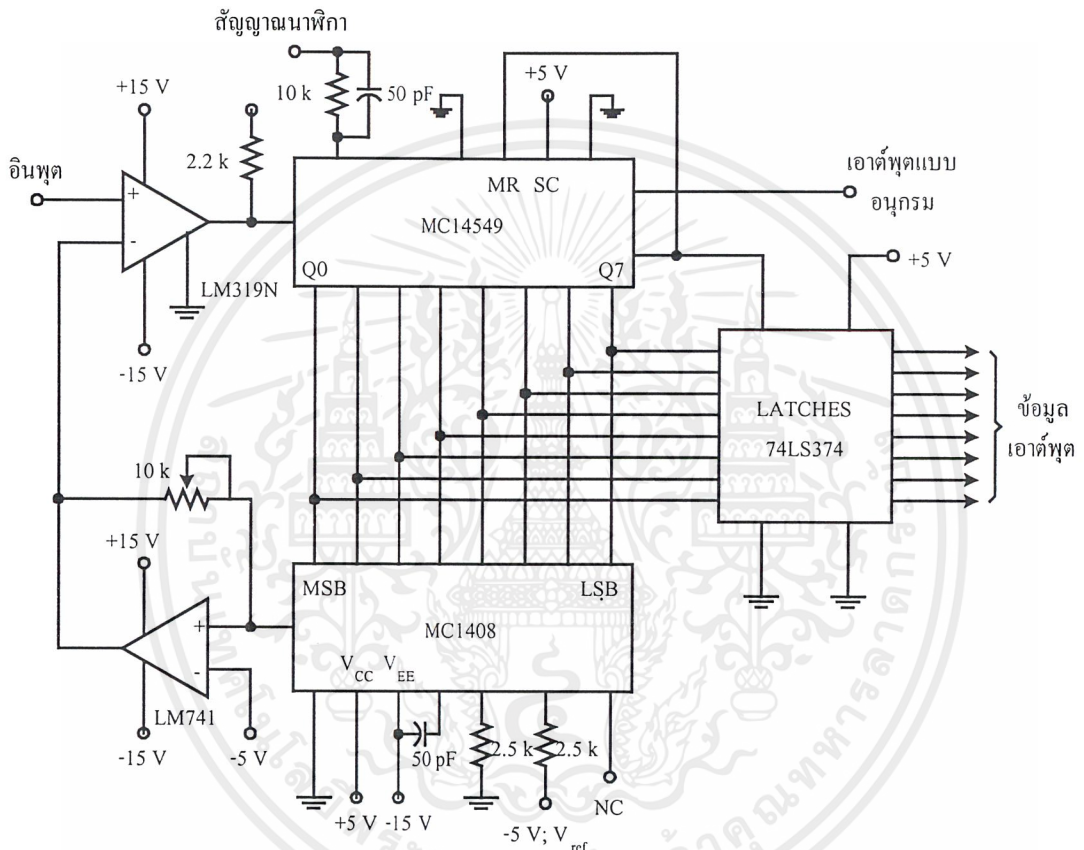 สัญญาณนาฬิกา
+15 V
10 k
50 pF
+5 V
2.2 k
อินพุต
+
-
MR SC
MC14549
เอาต์พุตแบบ
อนุกรม
Q0
Q7
+5 V
LM319N
-15 V
LATCHES
74LS374
ข้อมูล
เอาต์พุต
10 k
+15 V
MSB
LSB
MC1408
+
-
VCC VEE
LM741
-15 V
-5 V
50 pF
2.5 k
2.5 k
NC
+5 V
-15 V
-5 V; Vref